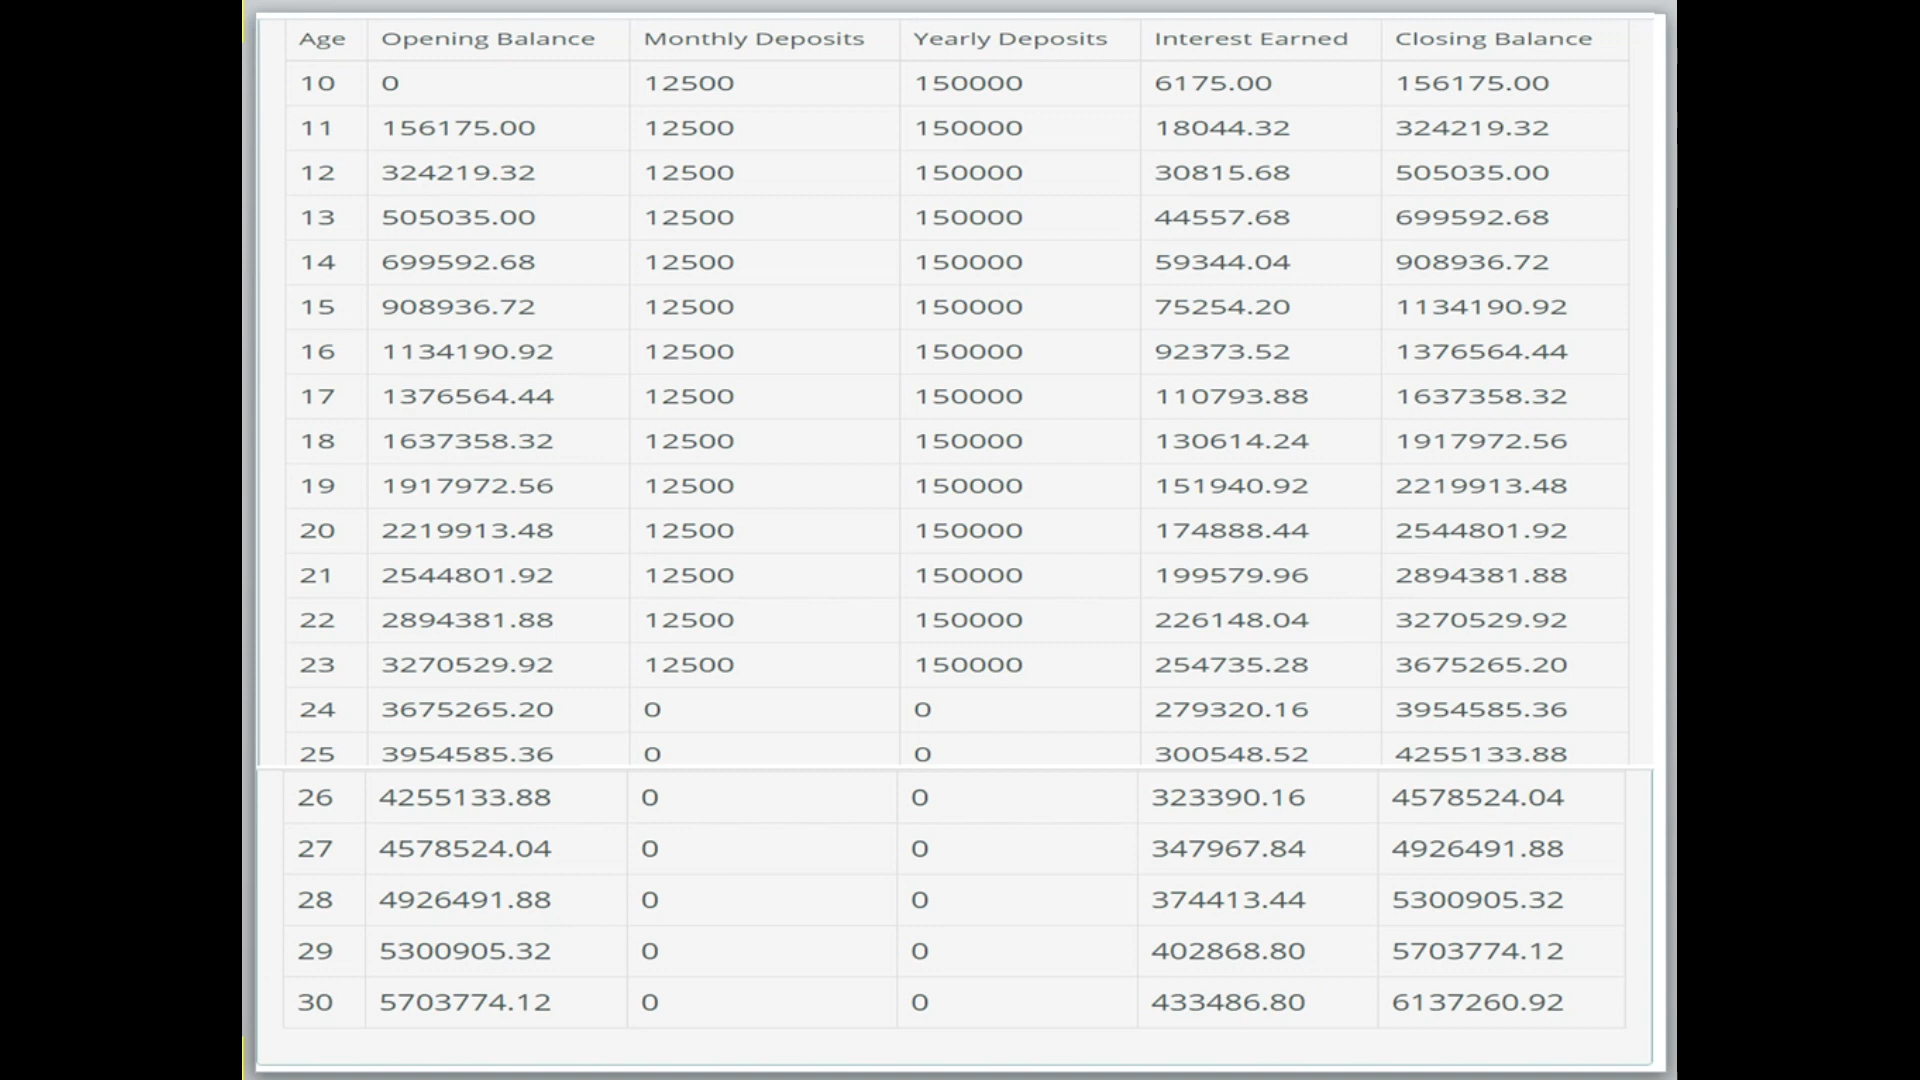 Age Opening Balance Monthly Deposits Yearly Deposits Interest Earned Closing Balance
10 0 12500 150000 6175.00 156175.00
11 156175.00 12500 150000 18044.32 324219.32
12 324219.32 12500 150000 30815.68 505035.00
13 505035.00 12500 150000 44557.68 699592.68
14 699592.68 12500 150000 59344.04 908936.72
15 908936.72 12500 150000 75254.20 1134190.92
16 1134190.92 12500 150000 92373.52 1376564.44
17 1376564.44 12500 150000 110793.88 1637358.32
18 1637358.32 12500 150000 130614.24 1917972.56
19 1917972.56 12500 150000 151940.92 2219913.48
20 2219913.48 12500 150000 174888.44 2544801.92
21 2544801.92 12500 150000 199579.96 2894381.88
22 2894381.88 12500 150000 226148.04 3270529.92
23 3270529.92 12500 150000 254735.28 3675265.20
24 3675265.20 0 0 279320.16 3954585.36
25 3954585.36 0 0 300548.52 4255133.88
26 4255133.88 0 0 323390.16 4578524.04
27 4578524.04 0 0 347967.84 4926491.88
28 4926491.88 0 0 374413.44 5300905.32
29 5300905.32 0 0 402868.80 5703774.12
30 5703774.12 0 0 433486.80 6137260.92